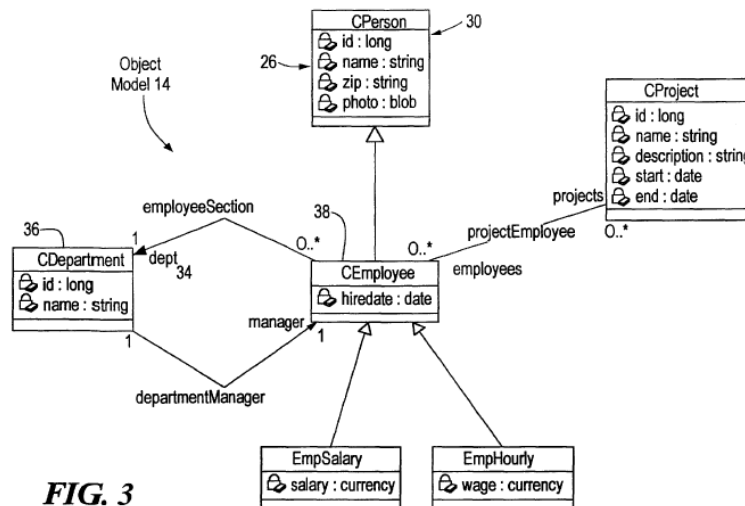 CPerson
30
id : long
26
name : string
zip : string
photo : blob
Object
Model 14
CProject
id : long
name : string
description : string
start : date
end : date
projects
employeeSection
projectEmployee
O..*
36
1
38
O..*
O..*
dept
34
employees
CDepartment
id : long
name : string
CEmployee
hiredate : date
manager
1
1
departmentManager
EmpSalary
salary : currency
EmpHourly
wage : currency
FIG. 3